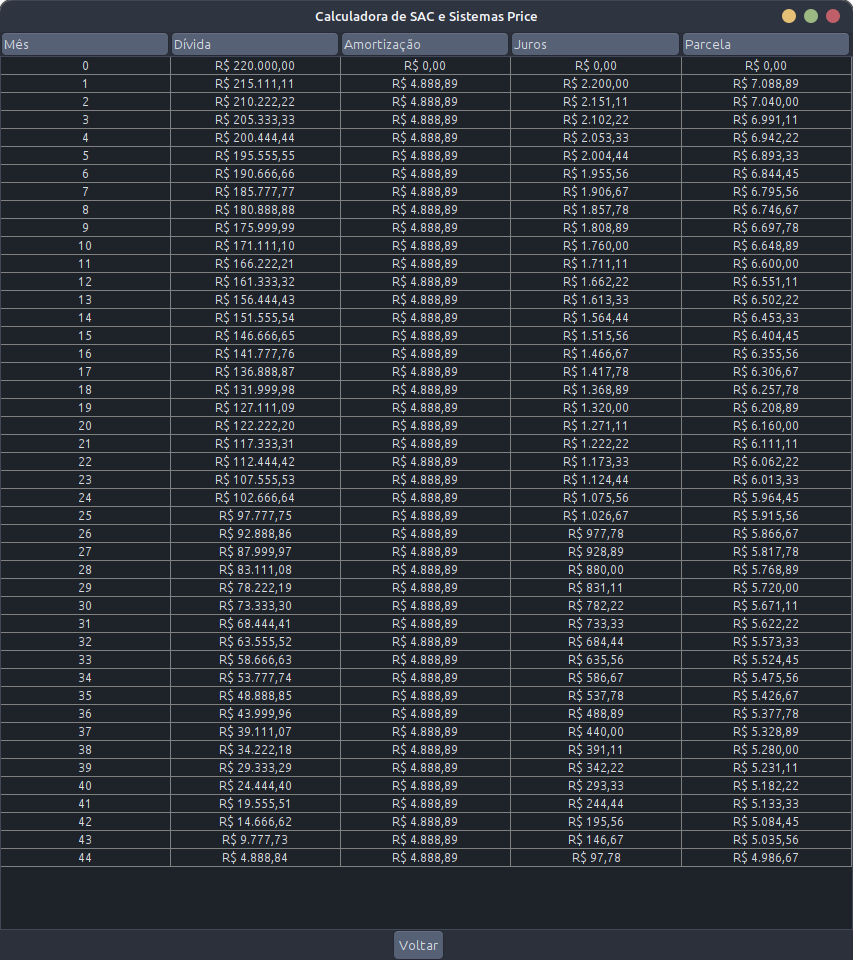 Calculadora de SAC e Sistemas Price
Mês Dívida Amortização Juros Parcela
0 R$ 220.000,00 R$ 0,00 R$ 0,00 R$ 0,00
1 R$ 215.111,11 R$ 4.888,89 R$ 2.200,00 R$ 7.088,89
2 R$ 210.222,22 R$ 4.888,89 R$ 2.151,11 R$ 7.040,00
3 R$ 205.333,33 R$ 4.888,89 R$ 2.102,22 R$ 6.991,11
4 R$ 200.444,44 R$ 4.888,89 R$ 2.053,33 R$ 6.942,22
5 R$ 195.555,55 R$ 4.888,89 R$ 2.004,44 R$ 6.893,33
6 R$ 190.666,66 R$ 4.888,89 R$ 1.955,56 R$ 6.844,45
7 R$ 185.777,77 R$ 4.888,89 R$ 1.906,67 R$ 6.795,56
8 R$ 180.888,88 R$ 4.888,89 R$ 1.857,78 R$ 6.746,67
9 R$ 175.999,99 R$ 4.888,89 R$ 1.808,89 R$ 6.697,78
10 R$ 171.111,10 R$ 4.888,89 R$ 1.760,00 R$ 6.648,89
11 R$ 166.222,21 R$ 4.888,89 R$ 1.711,11 R$ 6.600,00
12 R$ 161.333,32 R$ 4.888,89 R$ 1.662,22 R$ 6.551,11
13 R$ 156.444,43 R$ 4.888,89 R$ 1.613,33 R$ 6.502,22
14 R$ 151.555,54 R$ 4.888,89 R$ 1.564,44 R$ 6.453,33
15 R$ 146.666,65 R$ 4.888,89 R$ 1.515,56 R$ 6.404,45
16 R$ 141.777,76 R$ 4.888,89 R$ 1.466,67 R$ 6.355,56
17 R$ 136.888,87 R$ 4.888,89 R$ 1.417,78 R$ 6.306,67
18 R$ 131.999,98 R$ 4.888,89 R$ 1.368,89 R$ 6.257,78
19 R$ 127.111,09 R$ 4.888,89 R$ 1.320,00 R$ 6.208,89
20 R$ 122.222,20 R$ 4.888,89 R$ 1.271,11 R$ 6.160,00
21 R$ 117.333,31 R$ 4.888,89 R$ 1.222,22 R$ 6.111,11
22 R$ 112.444,42 R$ 4.888,89 R$ 1.173,33 R$ 6.062,22
23 R$ 107.555,53 R$ 4.888,89 R$ 1.124,44 R$ 6.013,33
24 R$ 102.666,64 R$ 4.888,89 R$ 1.075,56 R$ 5.964,45
25 R$ 97.777,75 R$ 4.888,89 R$ 1.026,67 R$ 5.915,56
26 R$ 92.888,86 R$ 4.888,89 R$ 977,78 R$ 5.866,67
27 R$ 87.999,97 R$ 4.888,89 R$ 928,89 R$ 5.817,78
28 R$ 83.111,08 R$ 4.888,89 R$ 880,00 R$ 5.768,89
29 R$ 78.222,19 R$ 4.888,89 R$ 831,11 R$ 5.720,00
30 R$ 73.333,30 R$ 4.888,89 R$ 782,22 R$ 5.671,11
31 R$ 68.444,41 R$ 4.888,89 R$ 733,33 R$ 5.622,22
32 R$ 63.555,52 R$ 4.888,89 R$ 684,44 R$ 5.573,33
33 R$ 58.666,63 R$ 4.888,89 R$ 635,56 R$ 5.524,45
34 R$ 53.777,74 R$ 4.888,89 R$ 586,67 R$ 5.475,56
35 R$ 48.888,85 R$ 4.888,89 R$ 537,78 R$ 5.426,67
36 R$ 43.999,96 R$ 4.888,89 R$ 488,89 R$ 5.377,78
37 R$ 39.111,07 R$ 4.888,89 R$ 440,00 R$ 5.328,89
38 R$ 34.222,18 R$ 4.888,89 R$ 391,11 R$ 5.280,00
39 R$ 29.333,29 R$ 4.888,89 R$ 342,22 R$ 5.231,11
40 R$ 24.444,40 R$ 4.888,89 R$ 293,33 R$ 5.182,22
41 R$ 19.555,51 R$ 4.888,89 R$ 244,44 R$ 5.133,33
42 R$ 14.666,62 R$ 4.888,89 R$ 195,56 R$ 5.084,45
43 R$ 9.777,73 R$ 4.888,89 R$ 146,67 R$ 5.035,56
44 R$ 4.888,84 R$ 4.888,89 R$ 97,78 R$ 4.986,67
Voltar